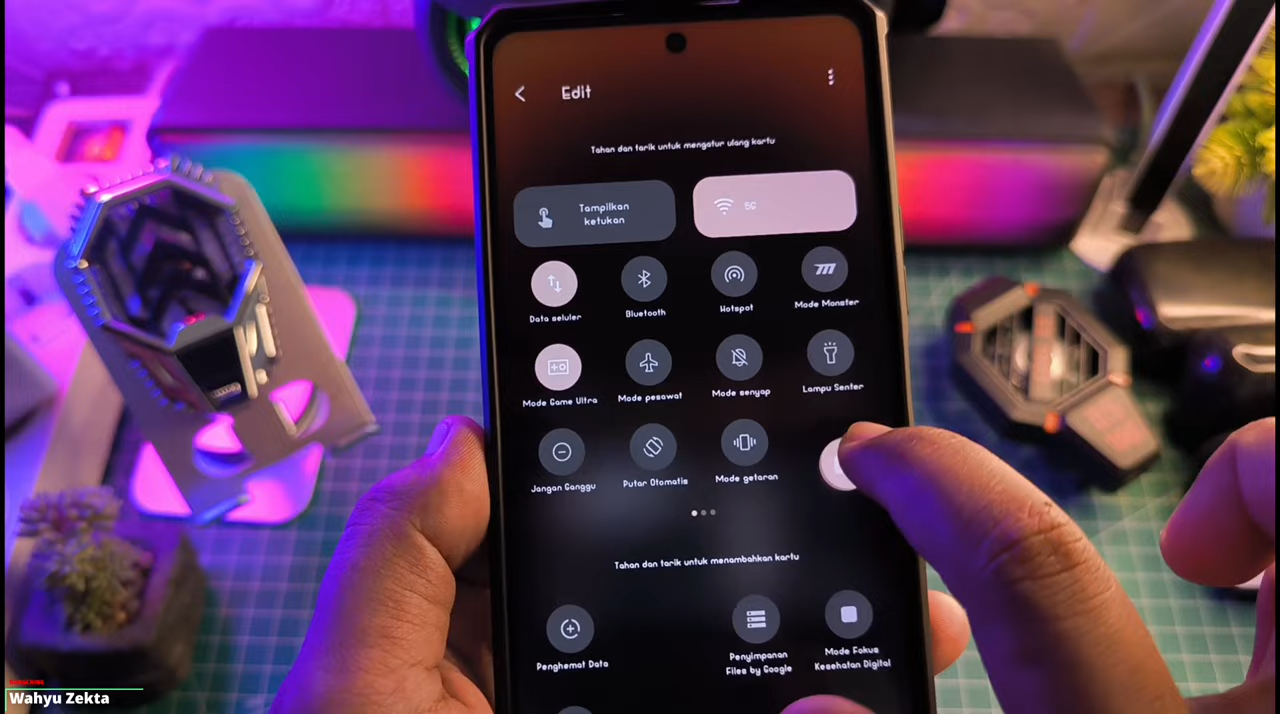 Edit
Tahan dan tarik untuk mengatur ulang kartu
Tampilkan
ketukan
5G
Data seluler
Bluetooth
Hotspot
Mode Monster
Mode Game Ultra
Mode pesawat
Mode senyap
Lampu Senter
Jangan Ganggu
Putar Otomatis
Mode getaran
Tahan dan tarik untuk menambahkan kartu
Penghemat Data
Penyimpanan
Files by Google
Mode Fokus
Kesehatan Digital
SUBSCRIBE
Wahyu Zekta